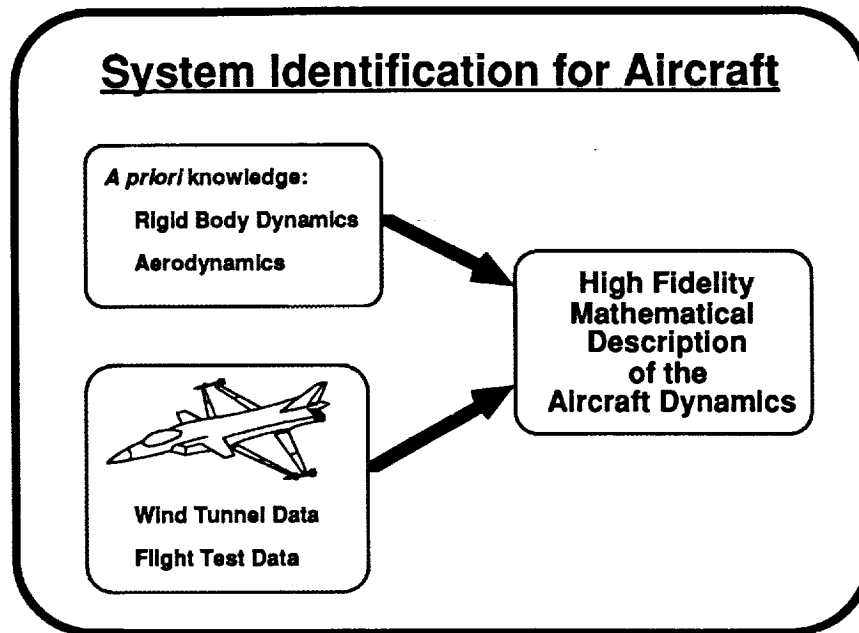 System Identification for Aircraft
A priori knowledge:
Rigid Body Dynamics
Aerodynamics
Wind Tunnel Data
Flight Test Data
High Fidelity
Mathematical
Description
of the
Aircraft Dynamics